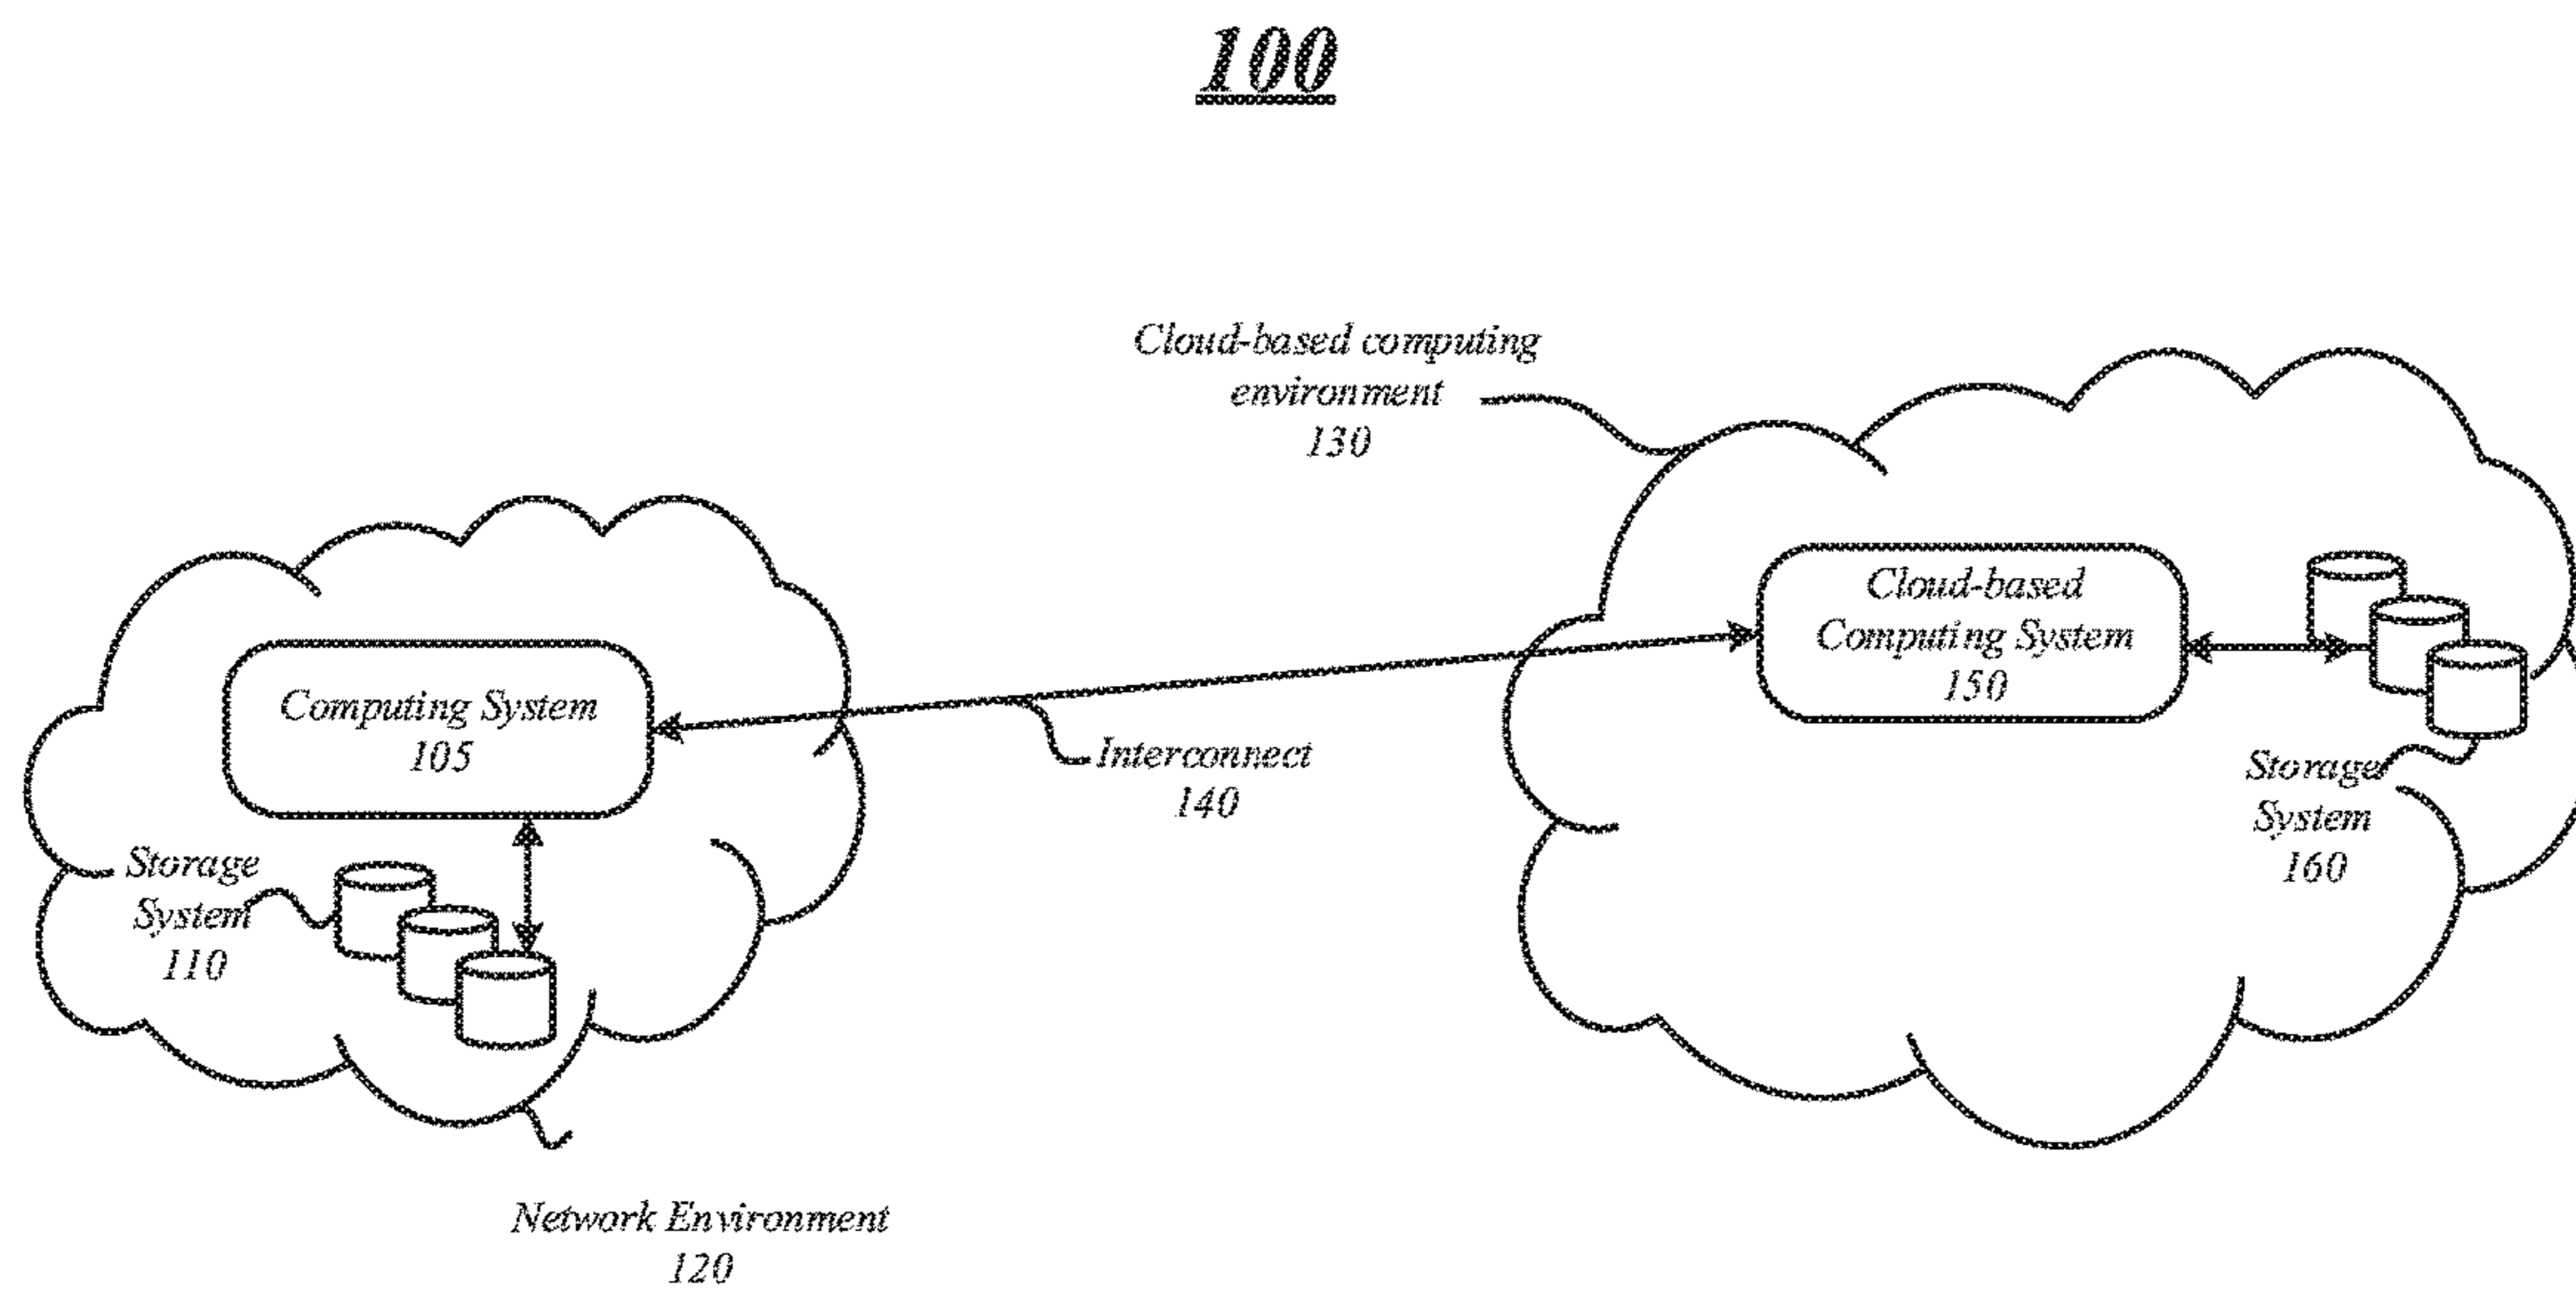 100
Cloud-based computing
environment
130
Cloud-based
Computing System
150
Computing System
105
Interconnect
140
Storage
System
160
Storage
System
110
Network Environment
120